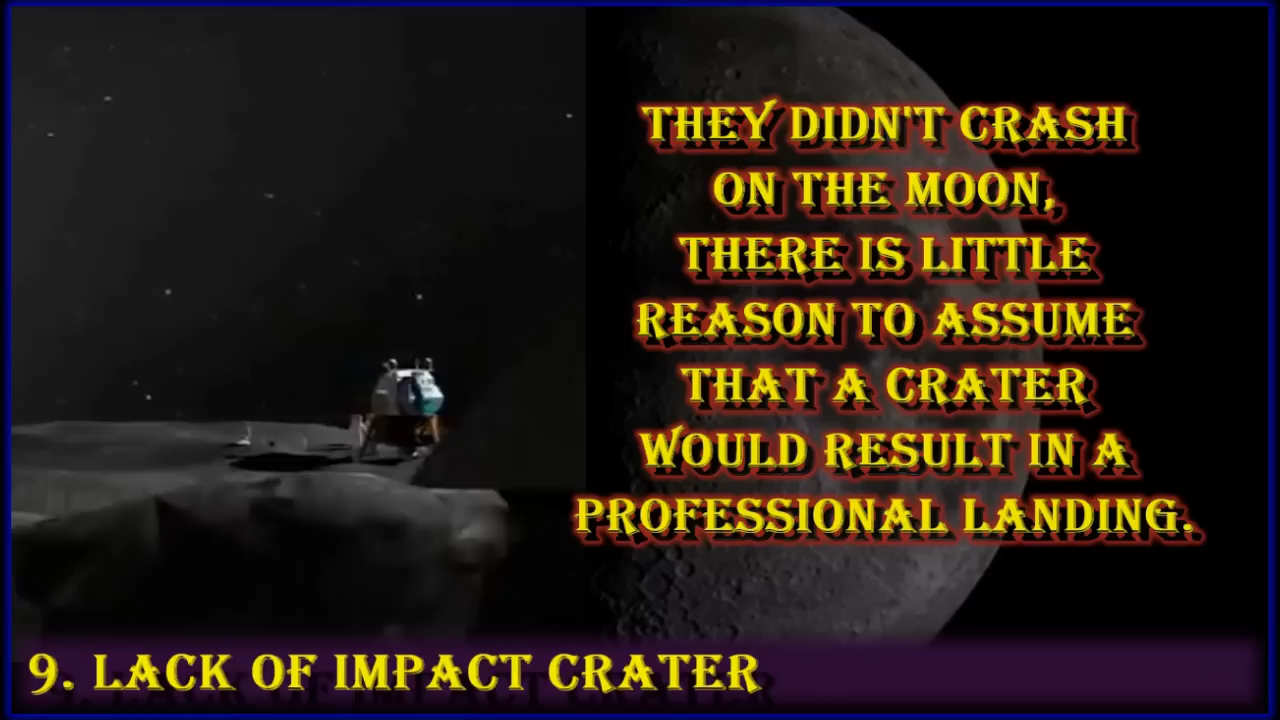 THEY DIDN'T CRASH
ON THE MOON,
THERE IS LITTLE
REASON TO ASSUME
THAT A CRATER
WOULD RESULT IN A
PROFESSIONAL LANDING.
9. LACK OF IMPACT CRATER